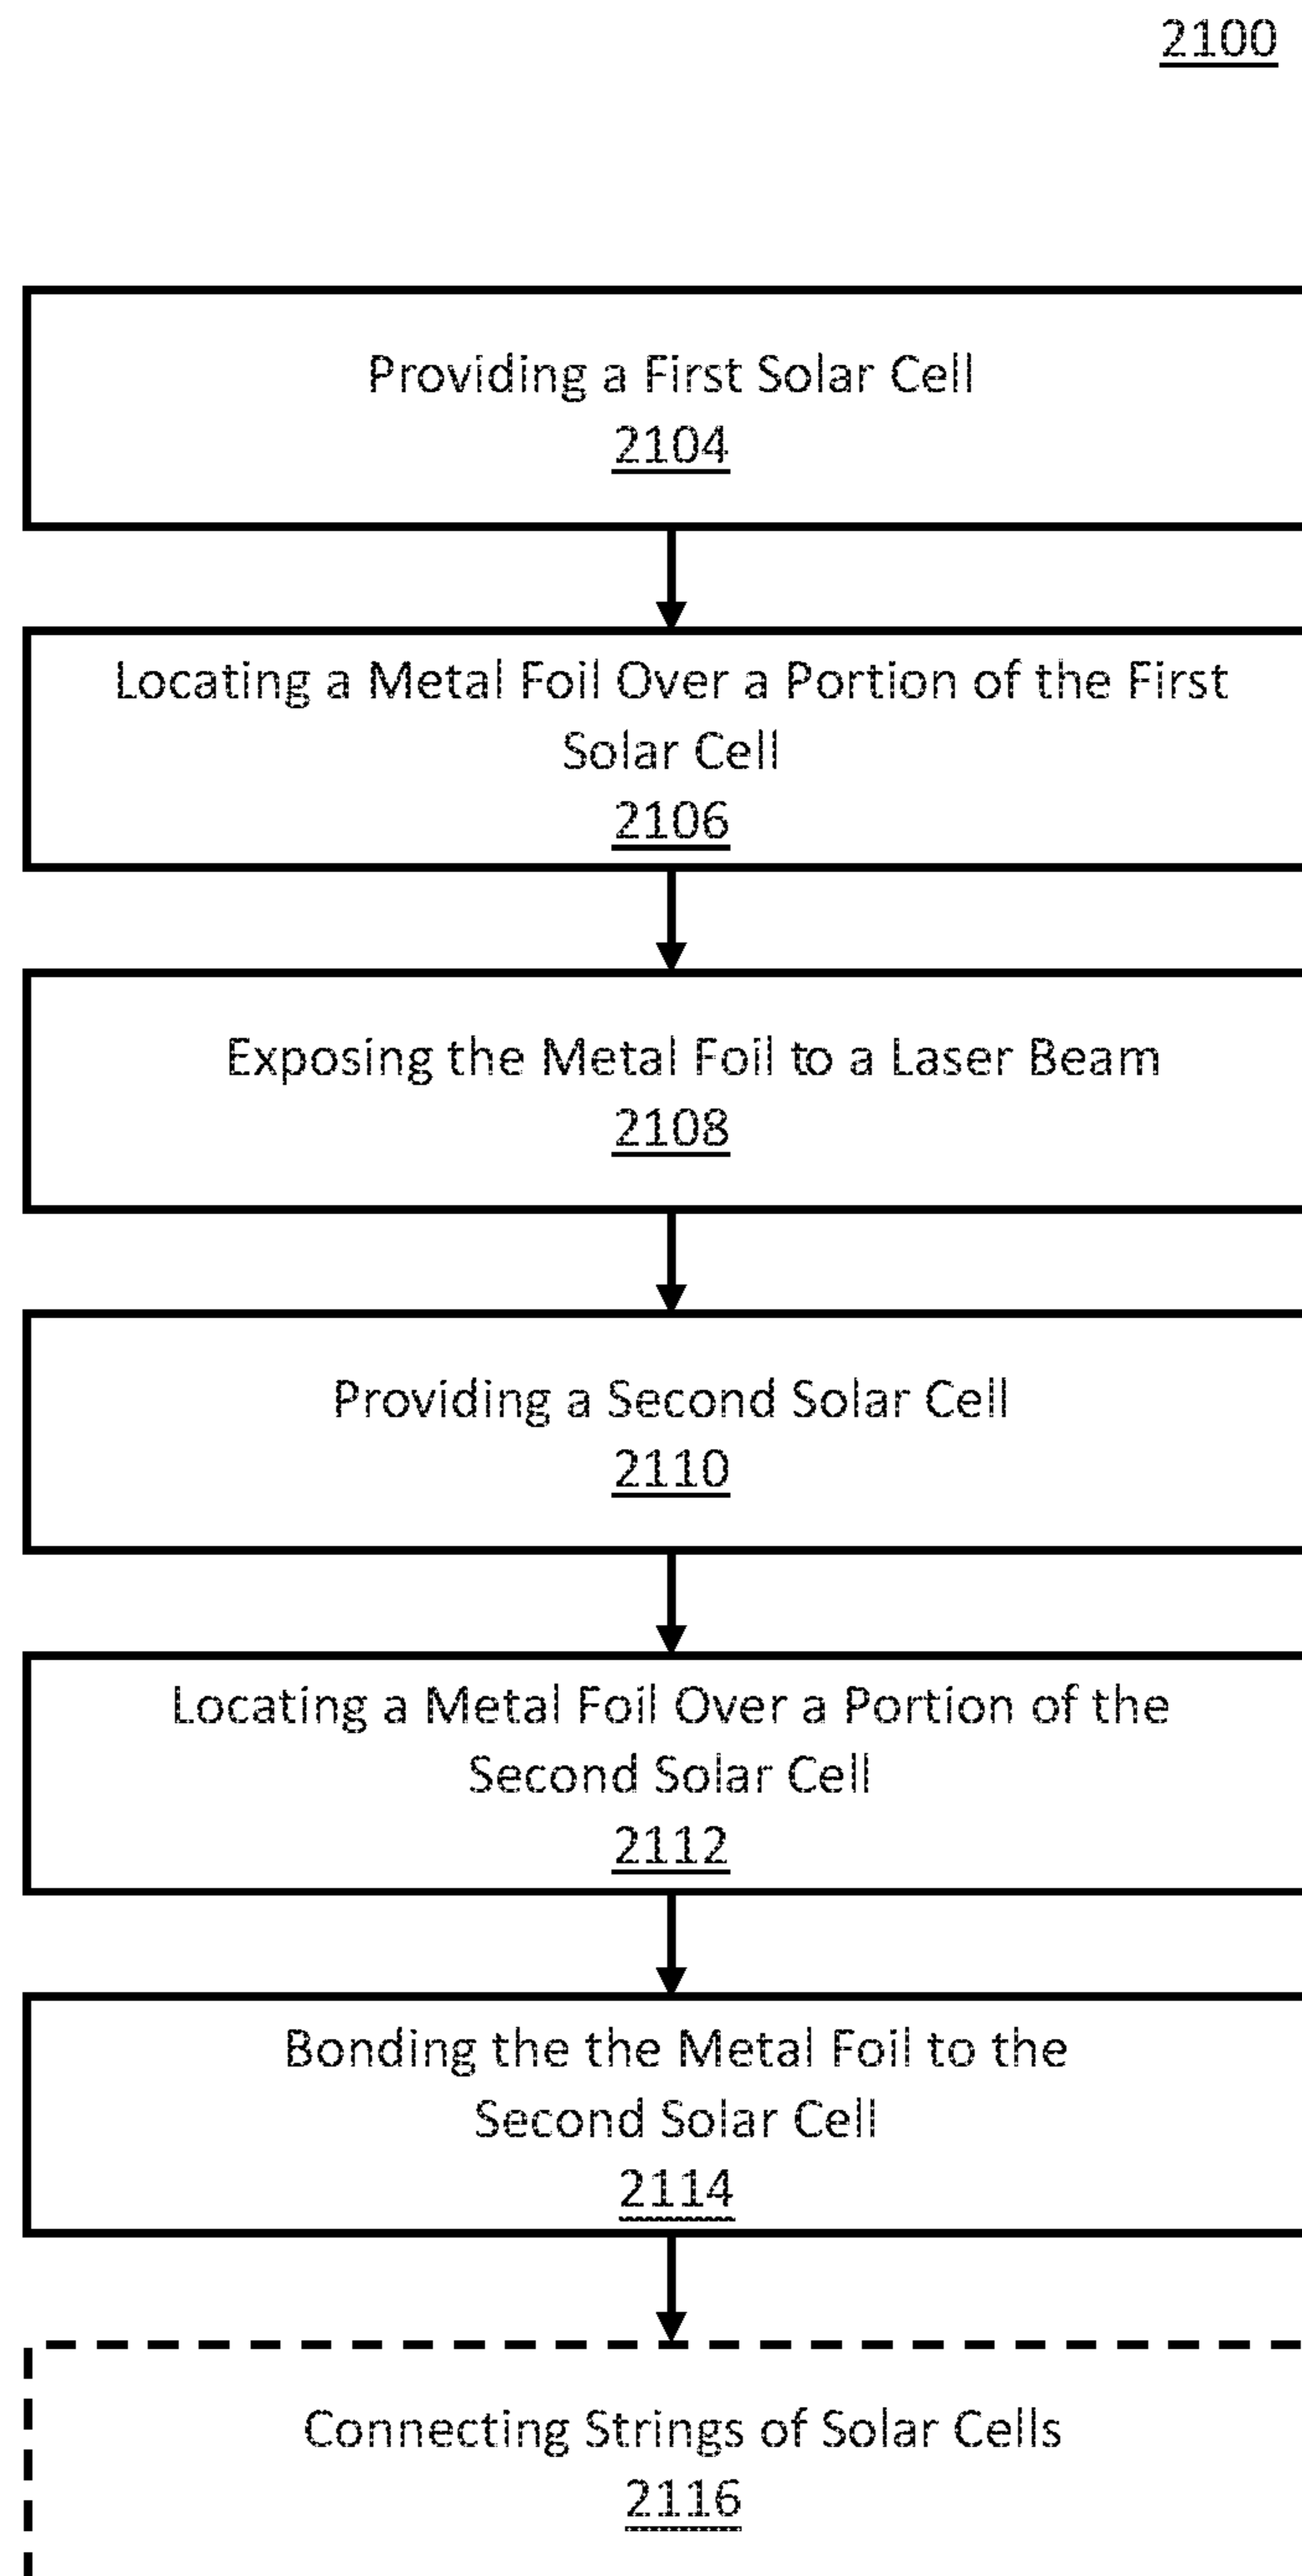 2100
Providing a First Solar Cell
2104
Locating a Metal Foil Over a Portion of the First
Solar Cell
2106
Exposing the Metal Foil to a Laser Beam
2108
Providing a Second Solar Cell
2110
Locating a Metal Foil Over a Portion of the
Second Solar Cell
2112
Bonding the the Metal Foil to the
Second Solar Cell
2114
Connecting Strings of Solar Cells
2116